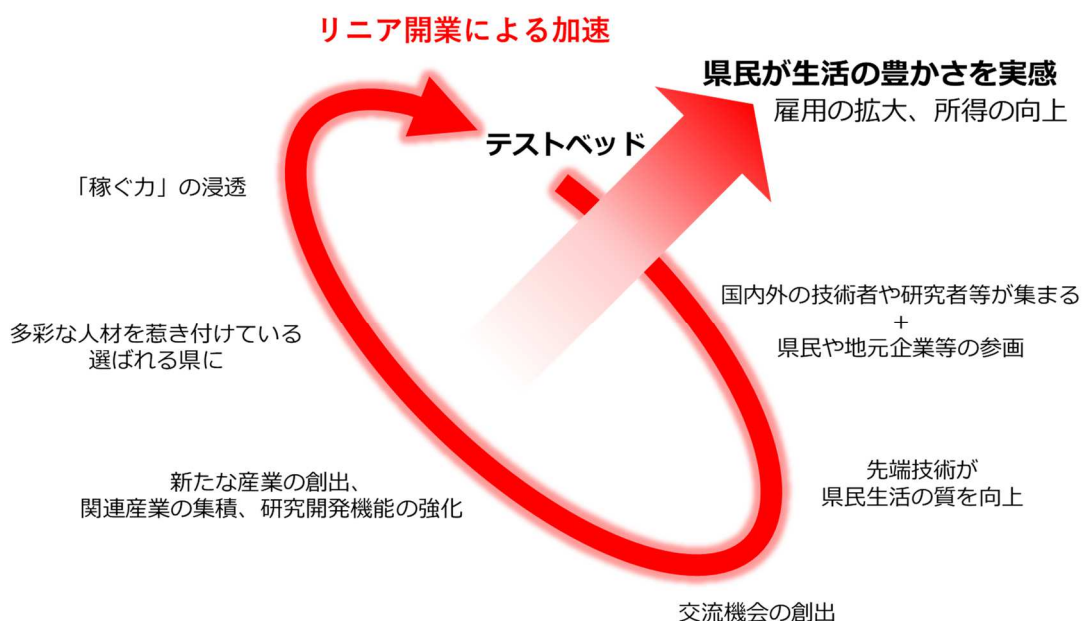 リニア開業による加速
県民が生活の豊かさを実感
雇用の拡大、所得の向上
テストベッド
国内外の技術者や研究者等が集まる
+
県民や地元企業等の参画
先端技術が
県民生活の質を向上
交流機会の創出
新たな産業の創出、
関連産業の集積、研究開発機能の強化
多彩な人材を惹き付けている
選ばれる県に
「稼ぐ力」の浸透